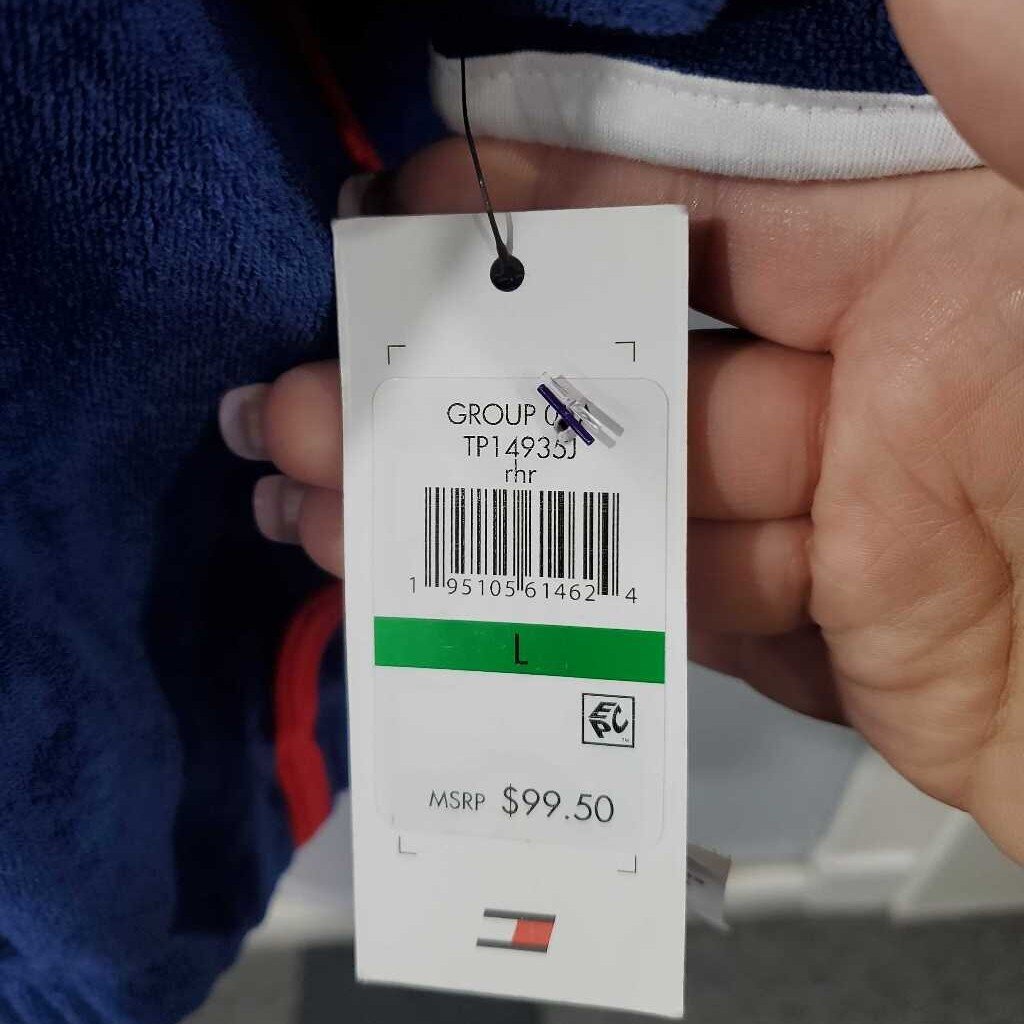 GROUP
TP14935J
rhr
1 95105 61462 4
L
EPC
MSRP $99.50